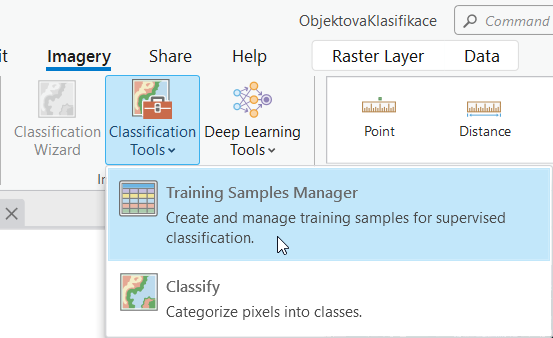 ObjektovaKlasifikace
Command
it Imagery Share Help Raster Layer Data
Classification Wizard
Classification Tools
Deep Learning Tools
Point
Distance
Training Samples Manager
Create and manage training samples for supervised
classification.
Classify
Categorize pixels into classes.